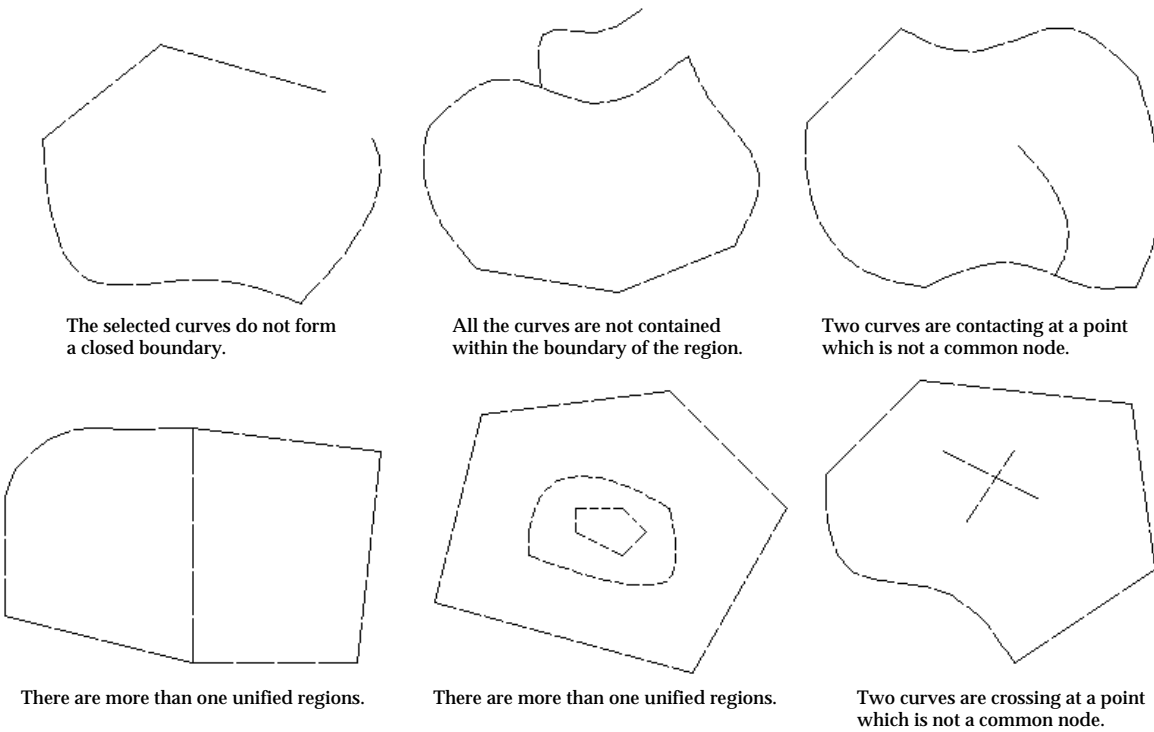 The selected curves do not form
a closed boundary.
All the curves are not contained
within the boundary of the region.
Two curves are contacting at a point
which is not a common node.
There are more than one unified regions.
There are more than one unified regions.
Two curves are crossing at a point
which is not a common node.